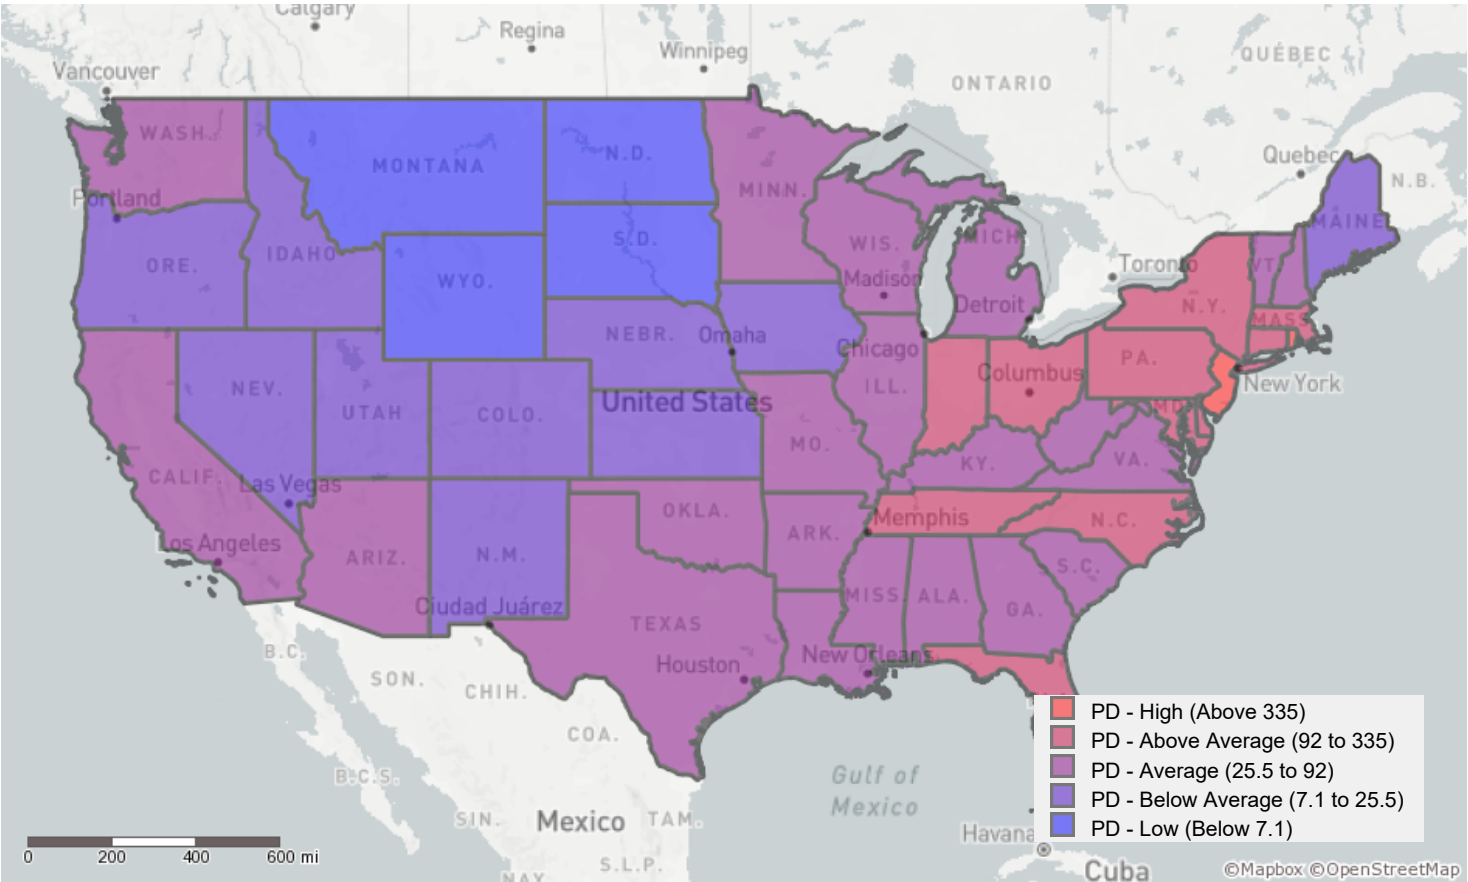 Calgary
Regina
Winnipeg
QUÉBEC
Vancouver
ONTARIO
WASH.
MONTANA
N.D.
Quebec
N.B.
Portland
MINN.
MAINE
ORE.
IDAHO
S.D.
WIS.
MICH
Toronto
VT.
WYO.
Madison
Detroit
N.Y.
MASS
NEBR.
Omaha
Chicago
PA.
NEV.
UTAH
COLO.
United States
ILL.
Columbus
New York
MD
MO.
KY.
VA.
CALIF.
Las Vegas
OKLA.
Memphis
N.C.
Los Angeles
ARIZ.
N.M.
ARK.
S.C.
Ciudad Juárez
MISS.
ALA.
GA.
TEXAS
B.C.
SON.
CHIH.
Houston
New Orleans
COA.
B.C.S.
Gulf of
Mexico
SIN.
Mexico
TAM.
Havana
S.L.P.
NAY.
Cuba
PD - High (Above 335)
PD - Above Average (92 to 335)
PD - Average (25.5 to 92)
PD - Below Average (7.1 to 25.5)
PD - Low (Below 7.1)
0 200 400 600 mi
©Mapbox ©OpenStreetMap